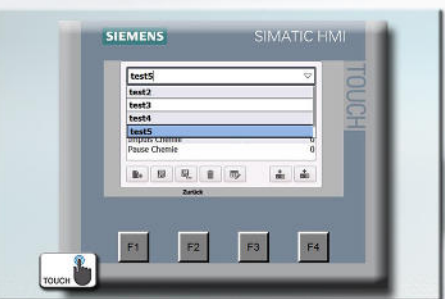 SIEMENS
SIMATIC HMI
TOUCH
test5
test2
test3
test4
test5
Impuls Chemie 0
Pause Chemie 0
Zurück
F1 F2 F3 F4
TOUCH